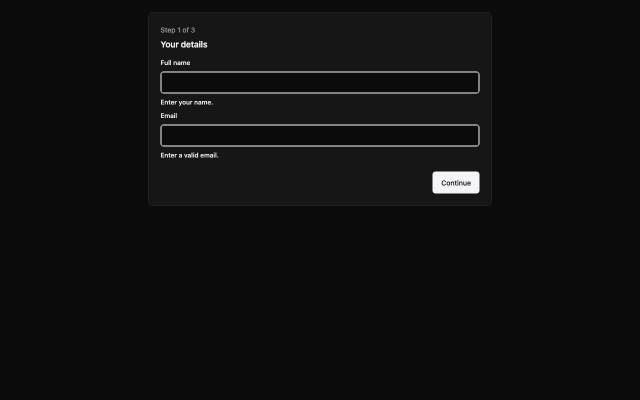 Step 1 of 3
Your details
Full name
Enter your name.
Email
Enter a valid email.
Continue